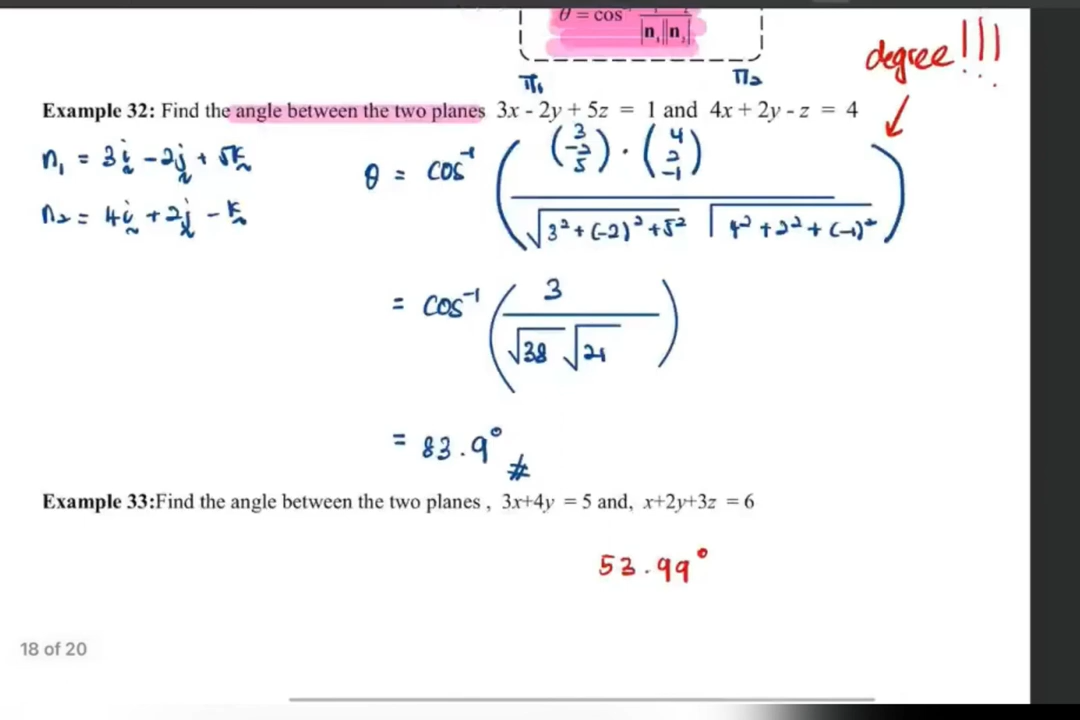 θ = cos
|n₁||n₂|
degree!!!
π₁ π₂
Example 32: Find the angle between the two planes 3x - 2y + 5z = 1 and 4x + 2y - z = 4
n₁ = 3i - 2j + 5k
θ = cos⁻¹ ( (3 -2 5) · (4 2 -1) / √3² + (-2)² + 5² √4² + 2² + (-1)² )
n₂ = 4i + 2j - k
= cos⁻¹ ( 3 / √38 √21 )
= 83.9° #
Example 33:Find the angle between the two planes , 3x+4y = 5 and, x+2y+3z = 6
53.99°
18 of 20